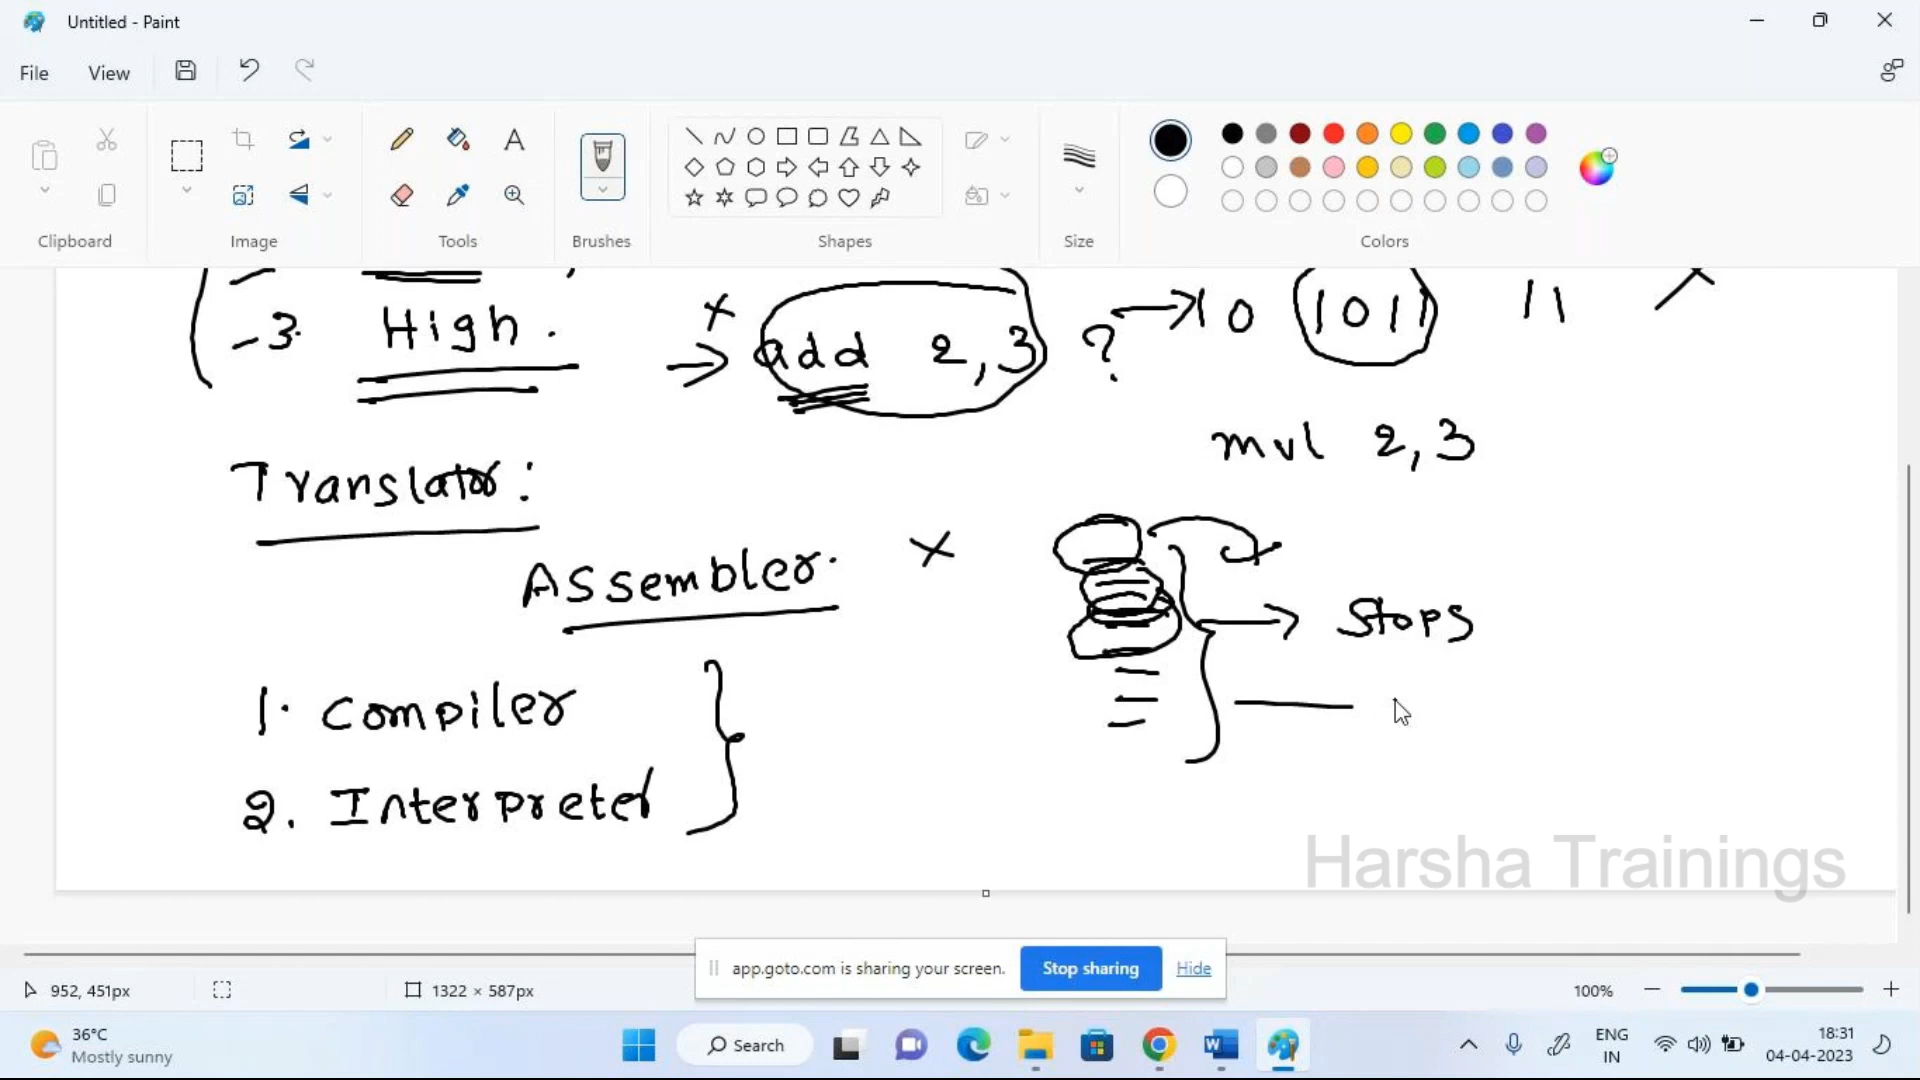 Untitled - Paint
File View
Clipboard Image Tools Brushes Shapes Size Colors
-3. High. x → add 2,3 ? → 10 1011 11
mul 2,3
Translator:
Assembler. x
Stops
1. Compiler
2. Interpreter
Harsha Trainings
app.goto.com is sharing your screen. Stop sharing Hide
952, 451px 1322 × 587px 100%
36°C
Mostly sunny
Search
ENG
IN
18:31
04-04-2023